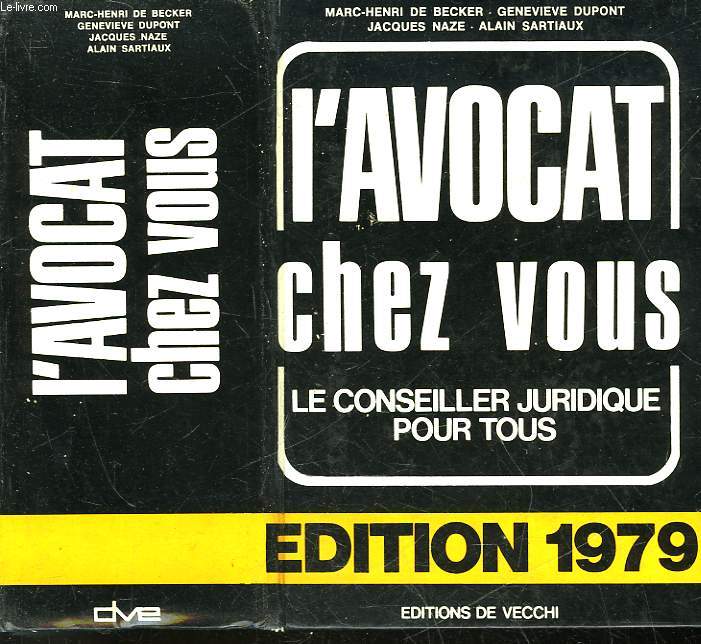 © Le-livre.com
MARC-HENRI DE BECKER
GENEVIEVE DUPONT
JACQUES NAZE
ALAIN SARTIAUX
l'AVOCAT
chez vous
dve
MARC-HENRI DE BECKER · GENEVIEVE DUPONT
JACQUES NAZE · ALAIN SARTIAUX
l'AVOCAT
chez vous
LE CONSEILLER JURIDIQUE
POUR TOUS
EDITION 1979
EDITIONS DE VECCHI